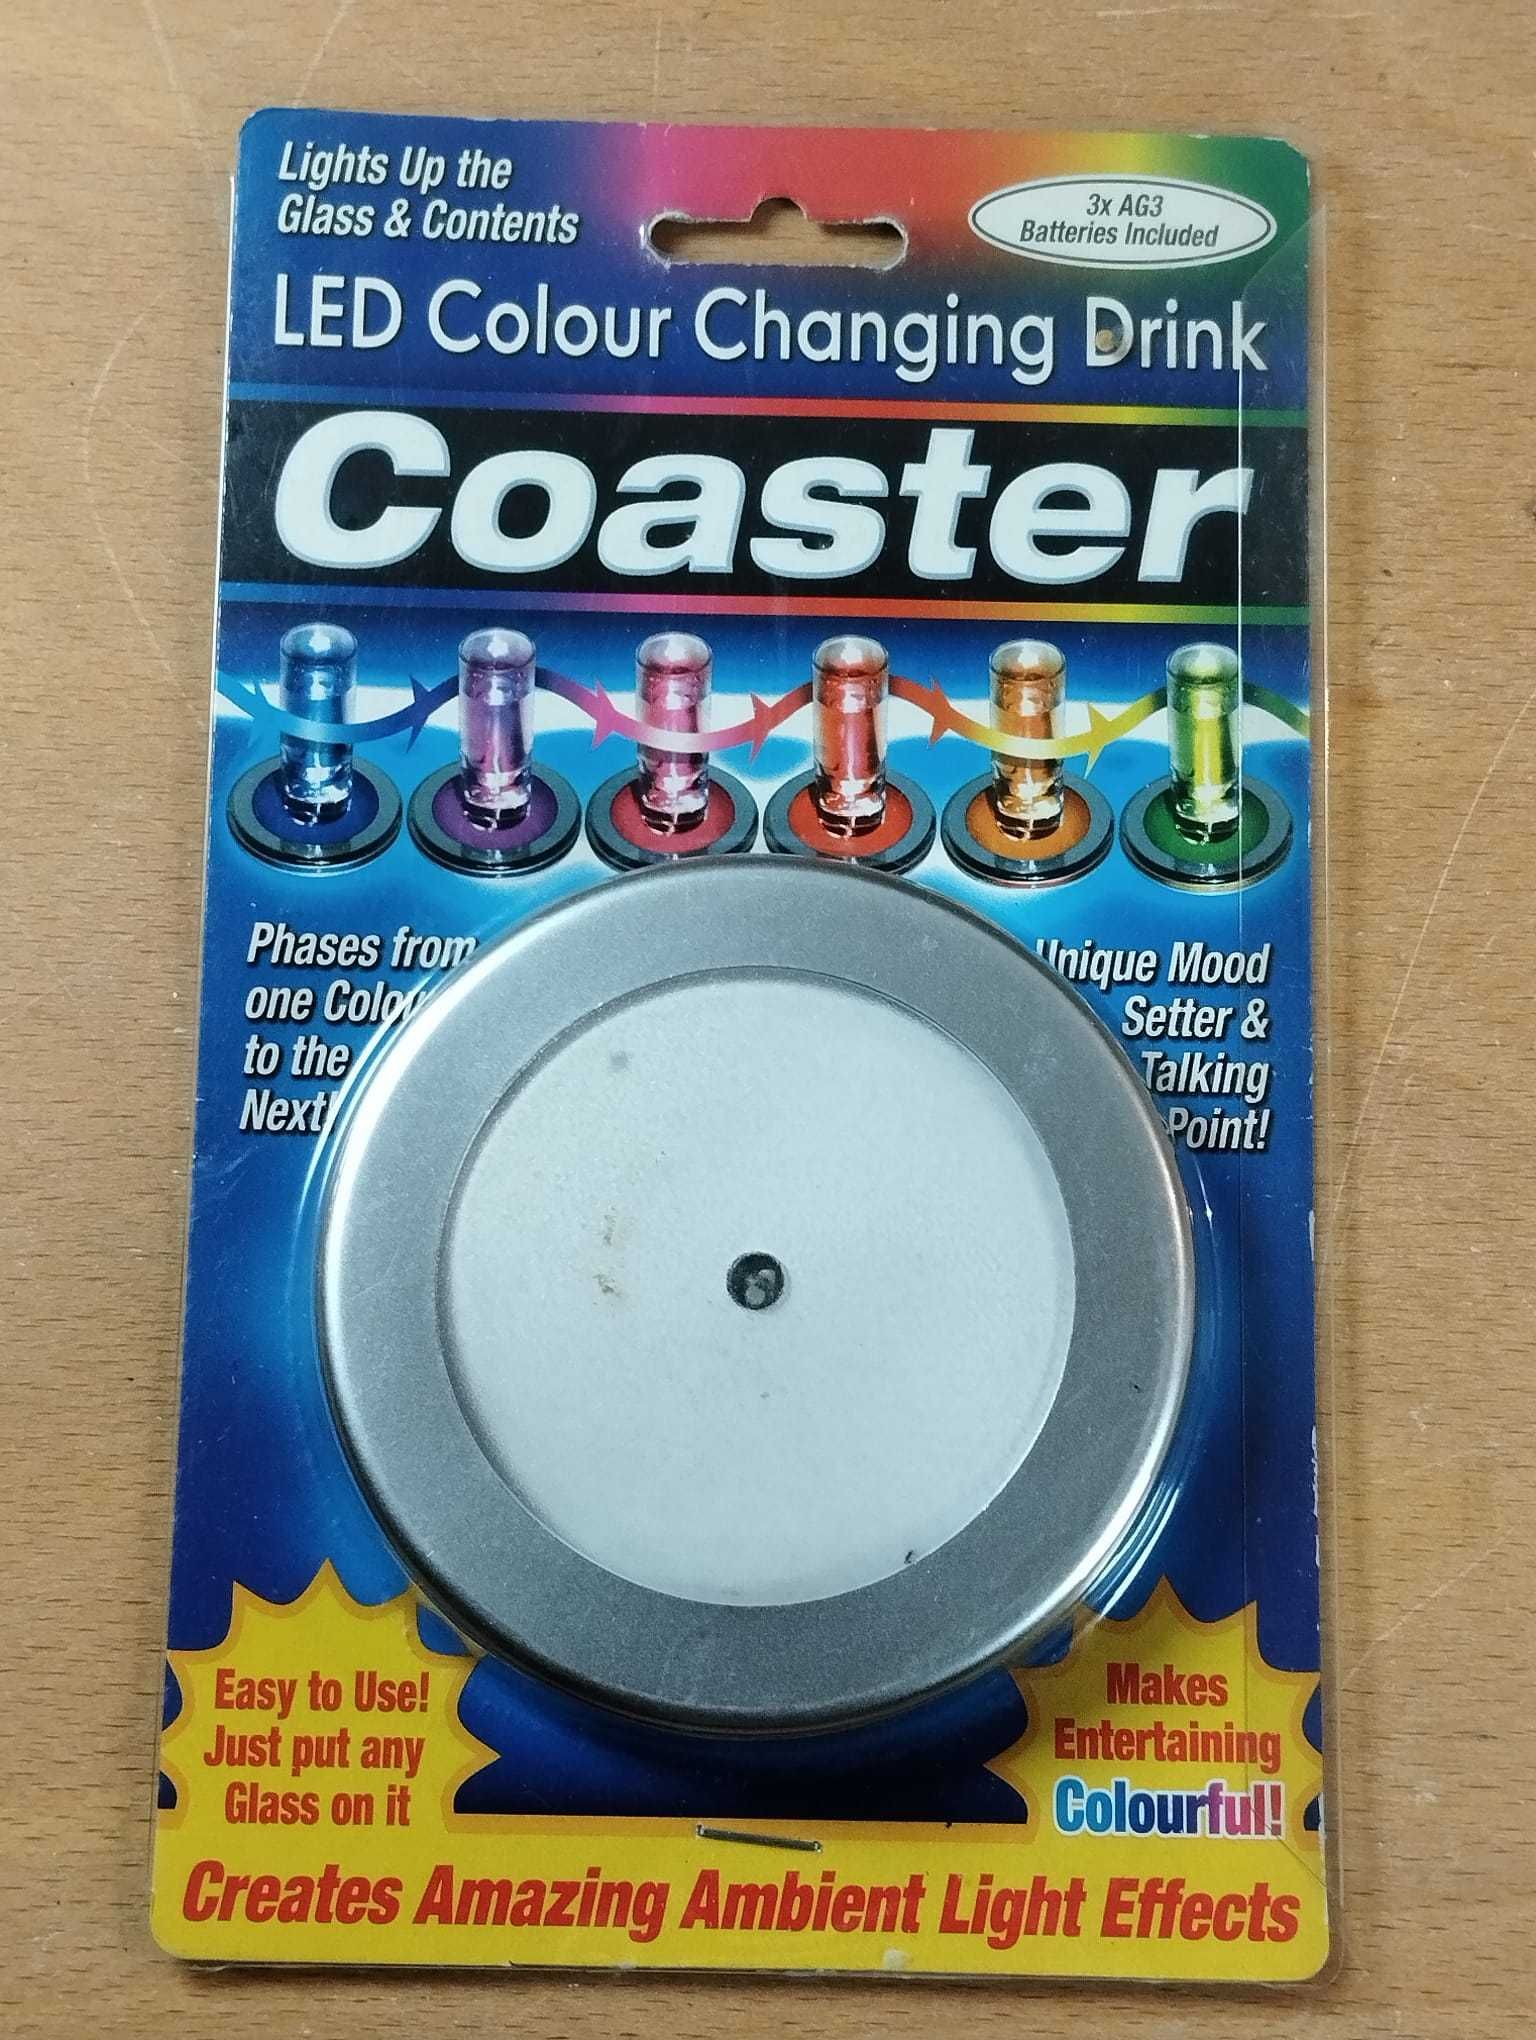 Lights Up the
Glass & Contents
3x AG3
Batteries Included
LED Colour Changing Drink
Coaster
Phases from
one Colou
to the
Next!
Unique Mood
Setter &
Talking
Point!
Easy to Use!
Just put any
Glass on it
Makes
Entertaining
Colourful!
Creates Amazing Ambient Light Effects